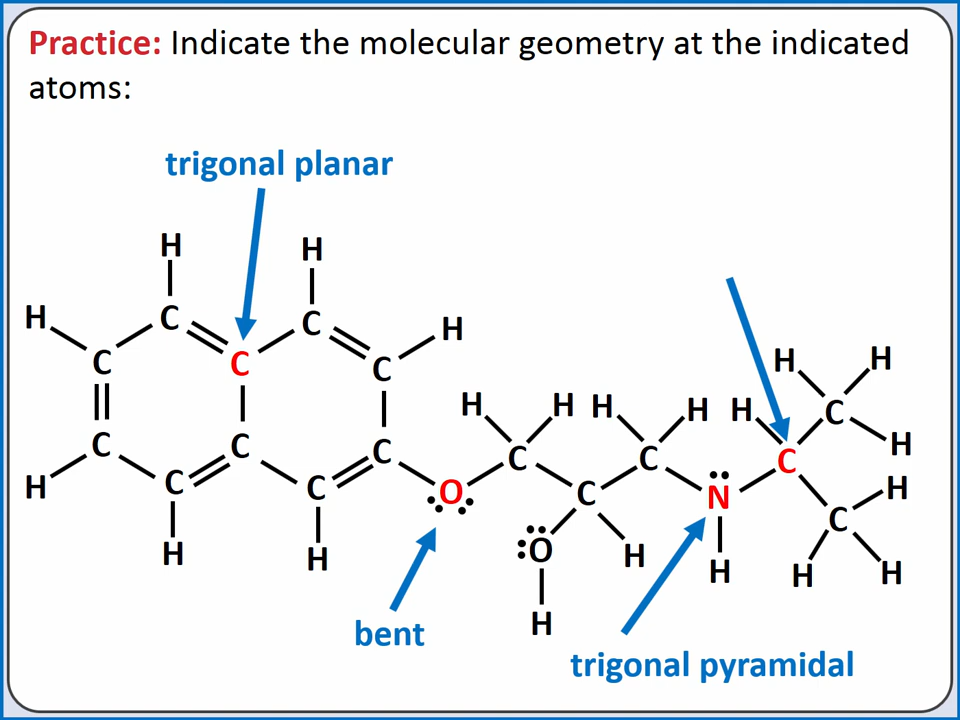 Practice: Indicate the molecular geometry at the indicated
atoms:
trigonal planar
H H
H C C H
C C C H H H H H H H
C
H
C C C C C C H
H C C O C N C C
O H H H H
H H
H
bent
trigonal pyramidal